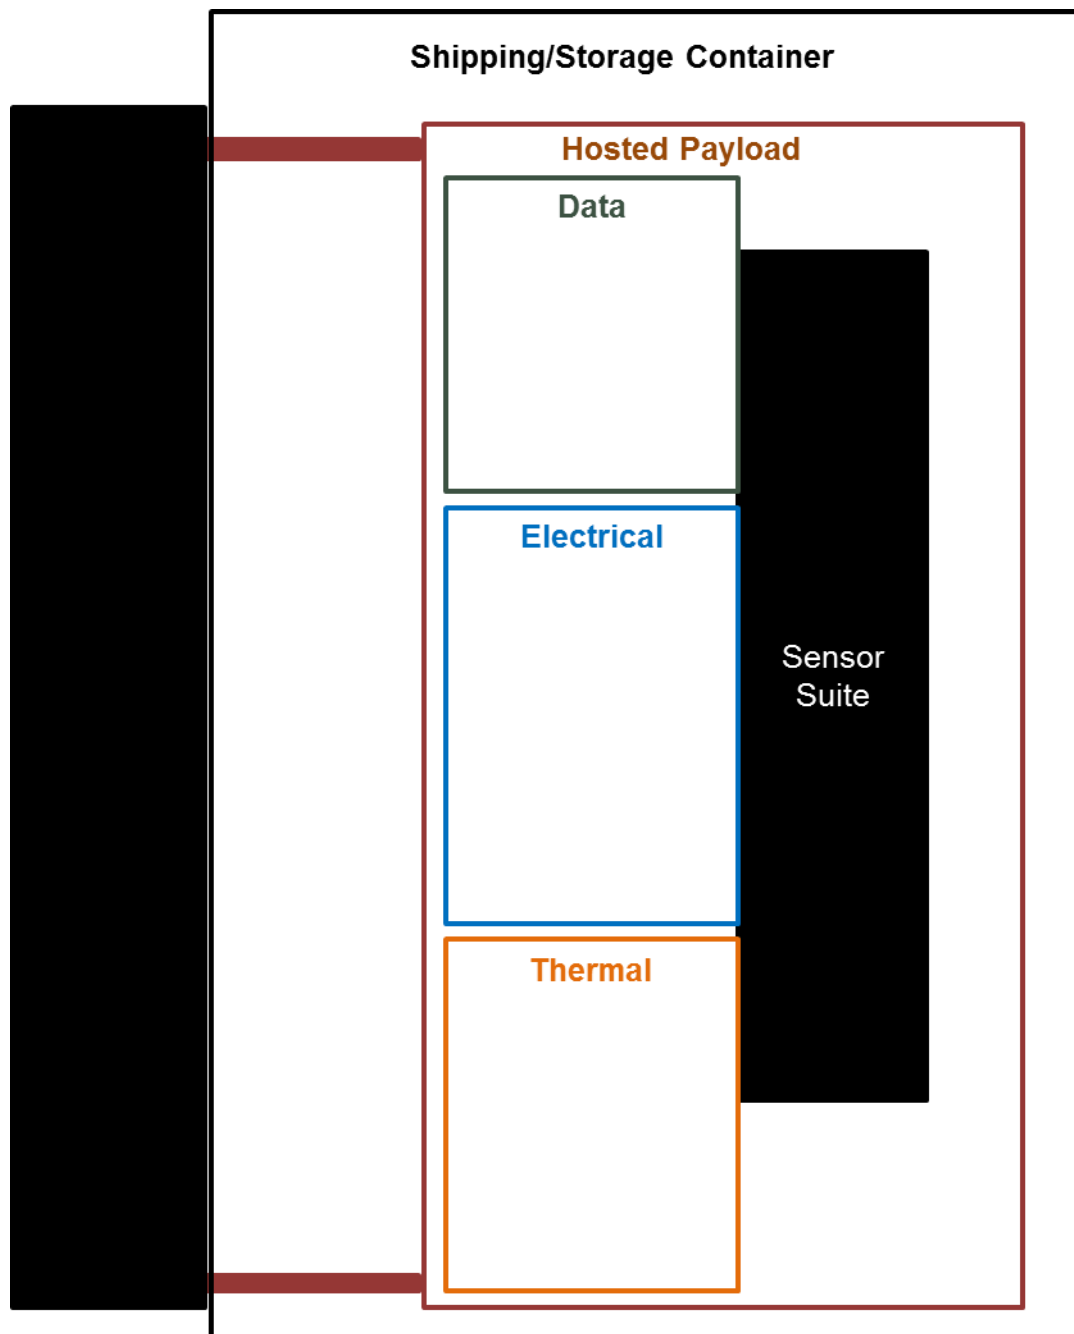 Shipping/Storage Container
Hosted Payload
Data
Electrical
Sensor
Suite
Thermal